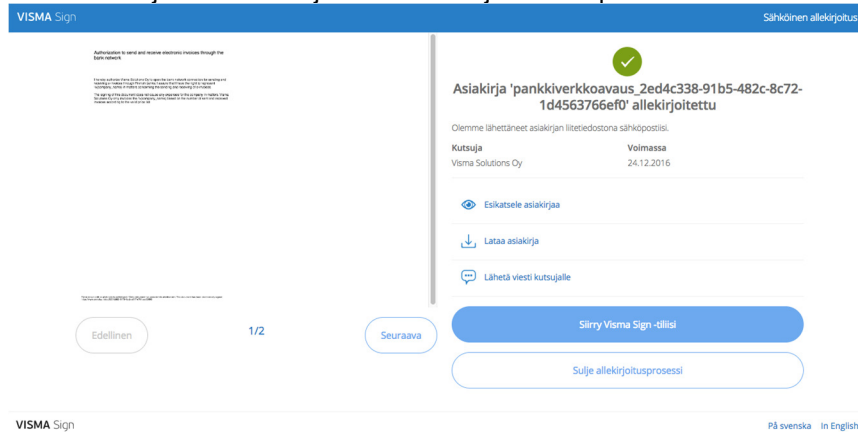 VISMA Sign
Sähköinen allekirjoitus
Authorization to send and receive electronic invoices through the
bank network
Asiakirja 'pankkiverkkoavaus_2ed4c338-91b5-482c-8c72-
1d4563766ef0' allekirjoitettu
Olemme lähettäneet asiakirjan liitetiedostona sähköpostiisi.
Kutsuja
Voimassa
Visma Solutions Oy
24.12.2016
Esikatsele asiakirjaa
Lataa asiakirja
Lähetä viesti kutsujalle
Edellinen
1/2
Seuraava
Siirry Visma Sign -tiliisi
Sulje allekirjoitusprosessi
VISMA Sign
På svenska
In English